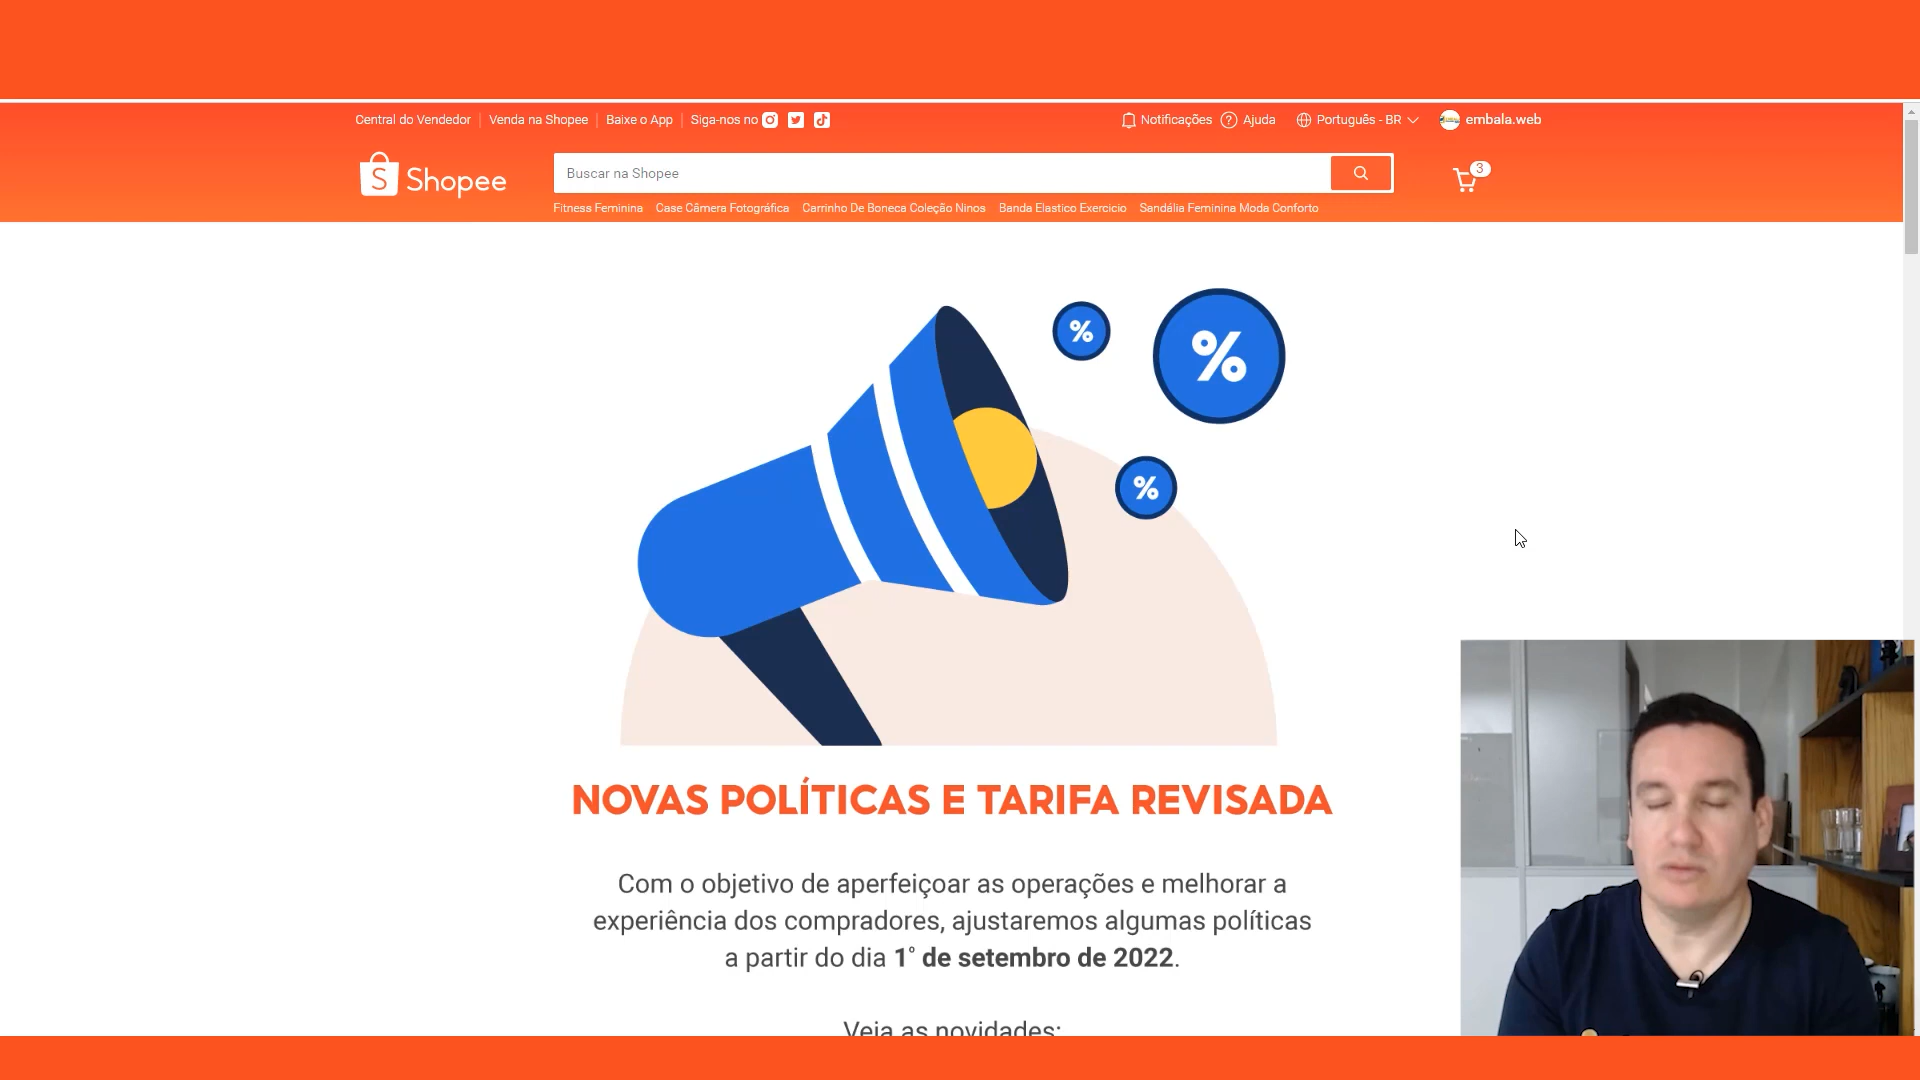 Central do Vendedor | Venda na Shopee | Baixe o App | Siga-nos no
Notificações ? Ajuda Português - BR embala.web
S Shopee
Buscar na Shopee
3
Fitness Feminina Case Câmera Fotográfica Carrinho De Boneca Coleção Ninos Banda Elastico Exercicio Sandália Feminina Moda Conforto
%
%
%
NOVAS POLÍTICAS E TARIFA REVISADA
Com o objetivo de aperfeiçoar as operações e melhorar a
experiência dos compradores, ajustaremos algumas políticas
a partir do dia 1° de setembro de 2022.
Veja as novidades: